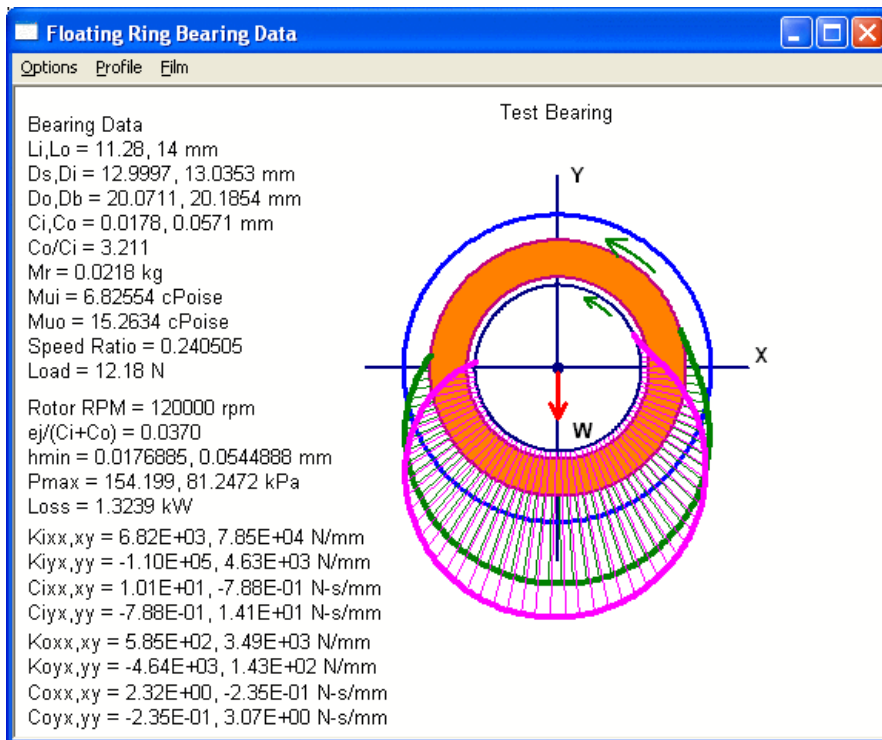 Floating Ring Bearing Data
Options Profile Film
Test Bearing
Bearing Data
Li,Lo = 11.28, 14 mm
Ds,Di = 12.9997, 13.0353 mm
Do,Db = 20.0711, 20.1854 mm
Ci,Co = 0.0178, 0.0571 mm
Co/Ci = 3.211
Mr = 0.0218 kg
Mui = 6.82554 cPoise
Muo = 15.2634 cPoise
Speed Ratio = 0.240505
Load = 12.18 N
Rotor RPM = 120000 rpm
ej/(Ci+Co) = 0.0370
hmin = 0.0176885, 0.0544888 mm
Pmax = 154.199, 81.2472 kPa
Loss = 1.3239 kW
Kixx,xy = 6.82E+03, 7.85E+04 N/mm
Kiyx,yy = -1.10E+05, 4.63E+03 N/mm
Cixx,xy = 1.01E+01, -7.88E-01 N-s/mm
Ciyx,yy = -7.88E-01, 1.41E+01 N-s/mm
Koxx,xy = 5.85E+02, 3.49E+03 N/mm
Koyx,yy = -4.64E+03, 1.43E+02 N/mm
Coxx,xy = 2.32E+00, -2.35E-01 N-s/mm
Coyx,yy = -2.35E-01, 3.07E+00 N-s/mm
Y
X
W